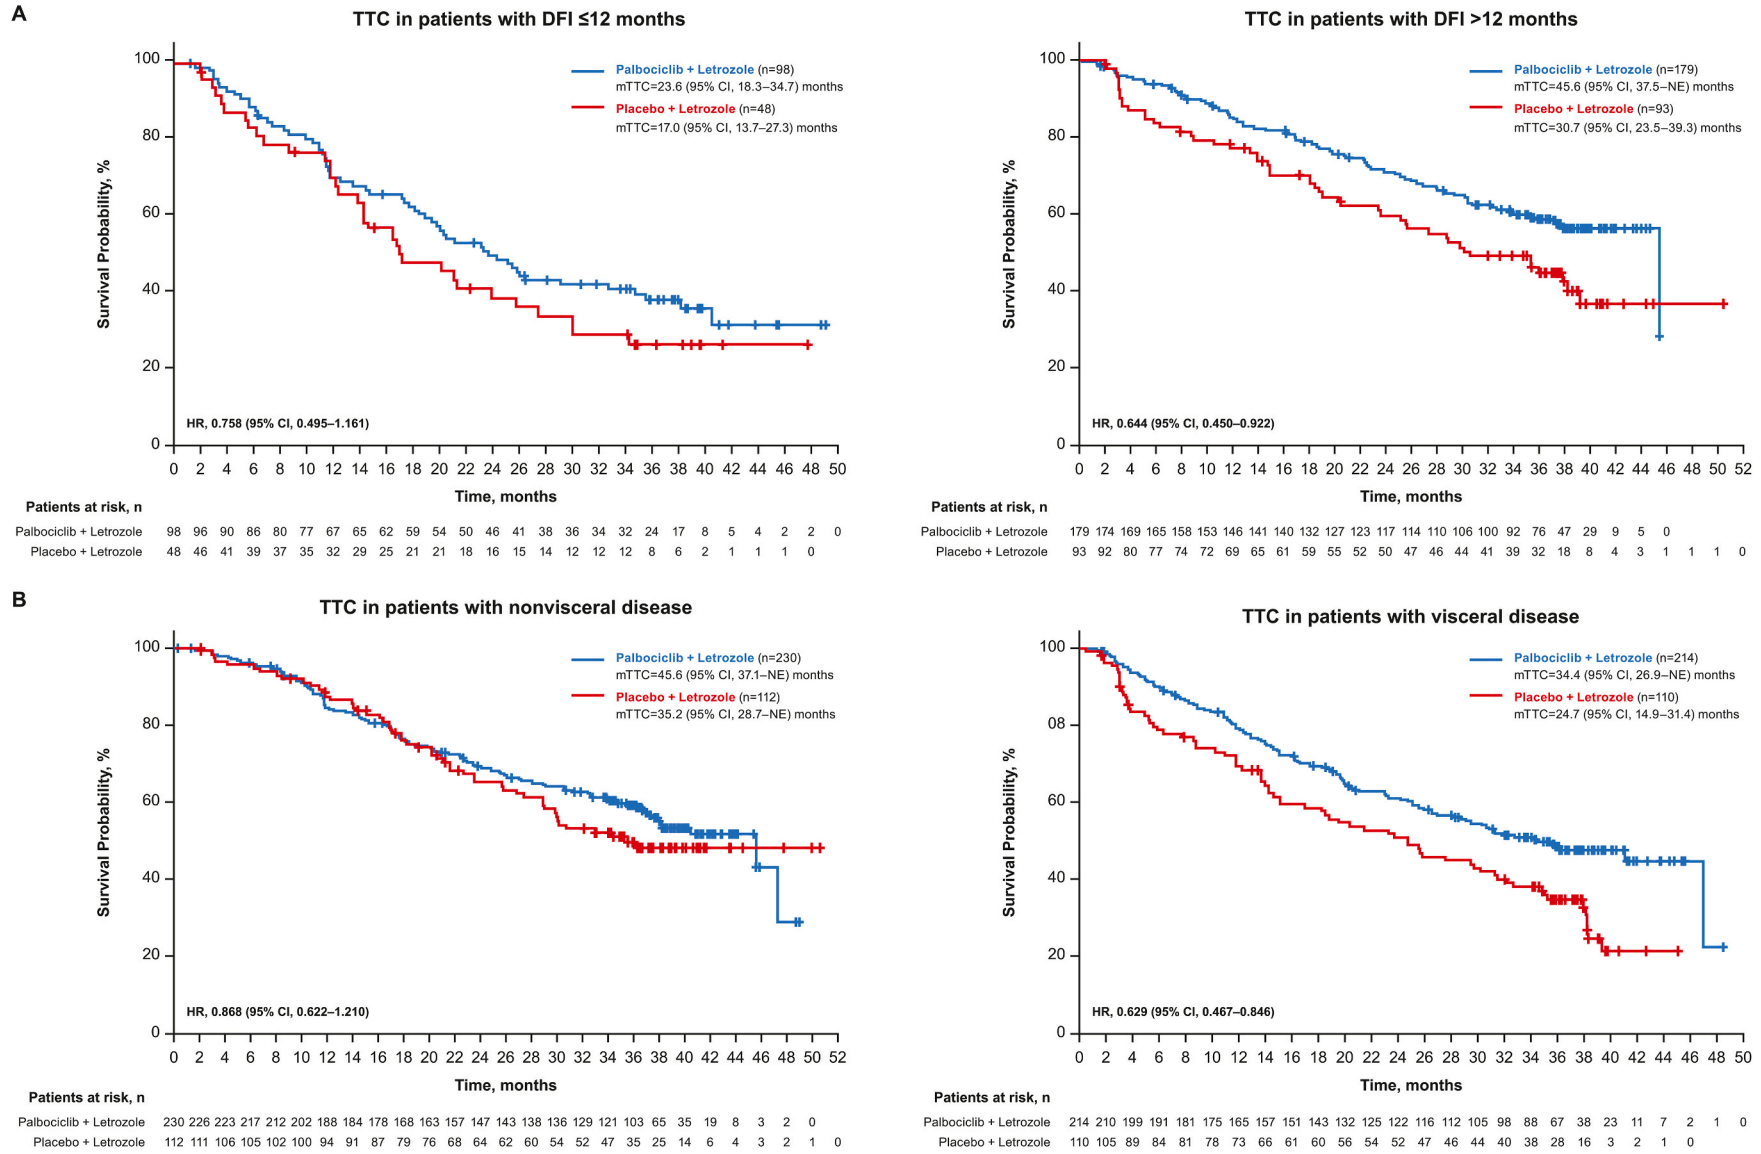 A
TTC in patients with DFI ≤12 months
Palbociclib + Letrozole (n=98)
mTTC=23.6 (95% CI, 18.3–34.7) months
Placebo + Letrozole (n=48)
mTTC=17.0 (95% CI, 13.7–27.3) months
Survival Probability, %
100
80
60
40
20
0
HR, 0.758 (95% CI, 0.495–1.161)
0 2 4 6 8 10 12 14 16 18 20 22 24 26 28 30 32 34 36 38 40 42 44 46 48 50
Time, months
Patients at risk, n
Palbociclib + Letrozole 98 96 90 86 80 77 67 65 62 59 54 50 46 41 38 36 34 32 24 17 8 5 4 2 2 0
Placebo + Letrozole 48 46 41 39 37 35 32 29 25 21 21 18 16 15 14 12 12 12 8 6 2 1 1 1 0
TTC in patients with DFI >12 months
Palbociclib + Letrozole (n=179)
mTTC=45.6 (95% CI, 37.5–NE) months
Placebo + Letrozole (n=93)
mTTC=30.7 (95% CI, 23.5–39.3) months
Survival Probability, %
100
80
60
40
20
0
HR, 0.644 (95% CI, 0.450–0.922)
0 2 4 6 8 10 12 14 16 18 20 22 24 26 28 30 32 34 36 38 40 42 44 46 48 50 52
Time, months
Patients at risk, n
Palbociclib + Letrozole 179 174 169 165 158 153 146 141 140 132 127 123 117 114 110 106 100 92 76 47 29 9 5 0
Placebo + Letrozole 93 92 80 77 74 72 69 65 61 59 55 52 50 47 46 44 41 39 32 18 8 4 3 1 1 1 0
B
TTC in patients with nonvisceral disease
Palbociclib + Letrozole (n=230)
mTTC=45.6 (95% CI, 37.1–NE) months
Placebo + Letrozole (n=112)
mTTC=35.2 (95% CI, 28.7–NE) months
Survival Probability, %
100
80
60
40
20
0
HR, 0.868 (95% CI, 0.622–1.210)
0 2 4 6 8 10 12 14 16 18 20 22 24 26 28 30 32 34 36 38 40 42 44 46 48 50 52
Time, months
Patients at risk, n
Palbociclib + Letrozole 230 226 223 217 212 202 188 184 178 168 163 157 147 143 138 136 129 121 103 65 35 19 8 3 2 0
Placebo + Letrozole 112 111 106 105 102 100 94 91 87 79 76 68 64 62 60 54 52 47 35 25 14 6 4 3 2 1 0
TTC in patients with visceral disease
Palbociclib + Letrozole (n=214)
mTTC=34.4 (95% CI, 26.9–NE) months
Placebo + Letrozole (n=110)
mTTC=24.7 (95% CI, 14.9–31.4) months
Survival Probability, %
100
08
60
40
20
0
HR, 0.629 (95% CI, 0.467–0.846)
0 2 4 6 8 10 12 14 16 18 20 22 24 26 28 30 32 34 36 38 40 42 44 46 48 50
Time, months
Patients at risk, n
Palbociclib + Letrozole 214 210 199 191 181 175 165 157 151 143 132 125 122 116 112 105 98 88 67 38 23 11 7 2 1 0
Placebo + Letrozole 110 105 89 84 81 78 73 66 61 60 56 54 52 47 46 44 40 38 28 16 3 2 1 0